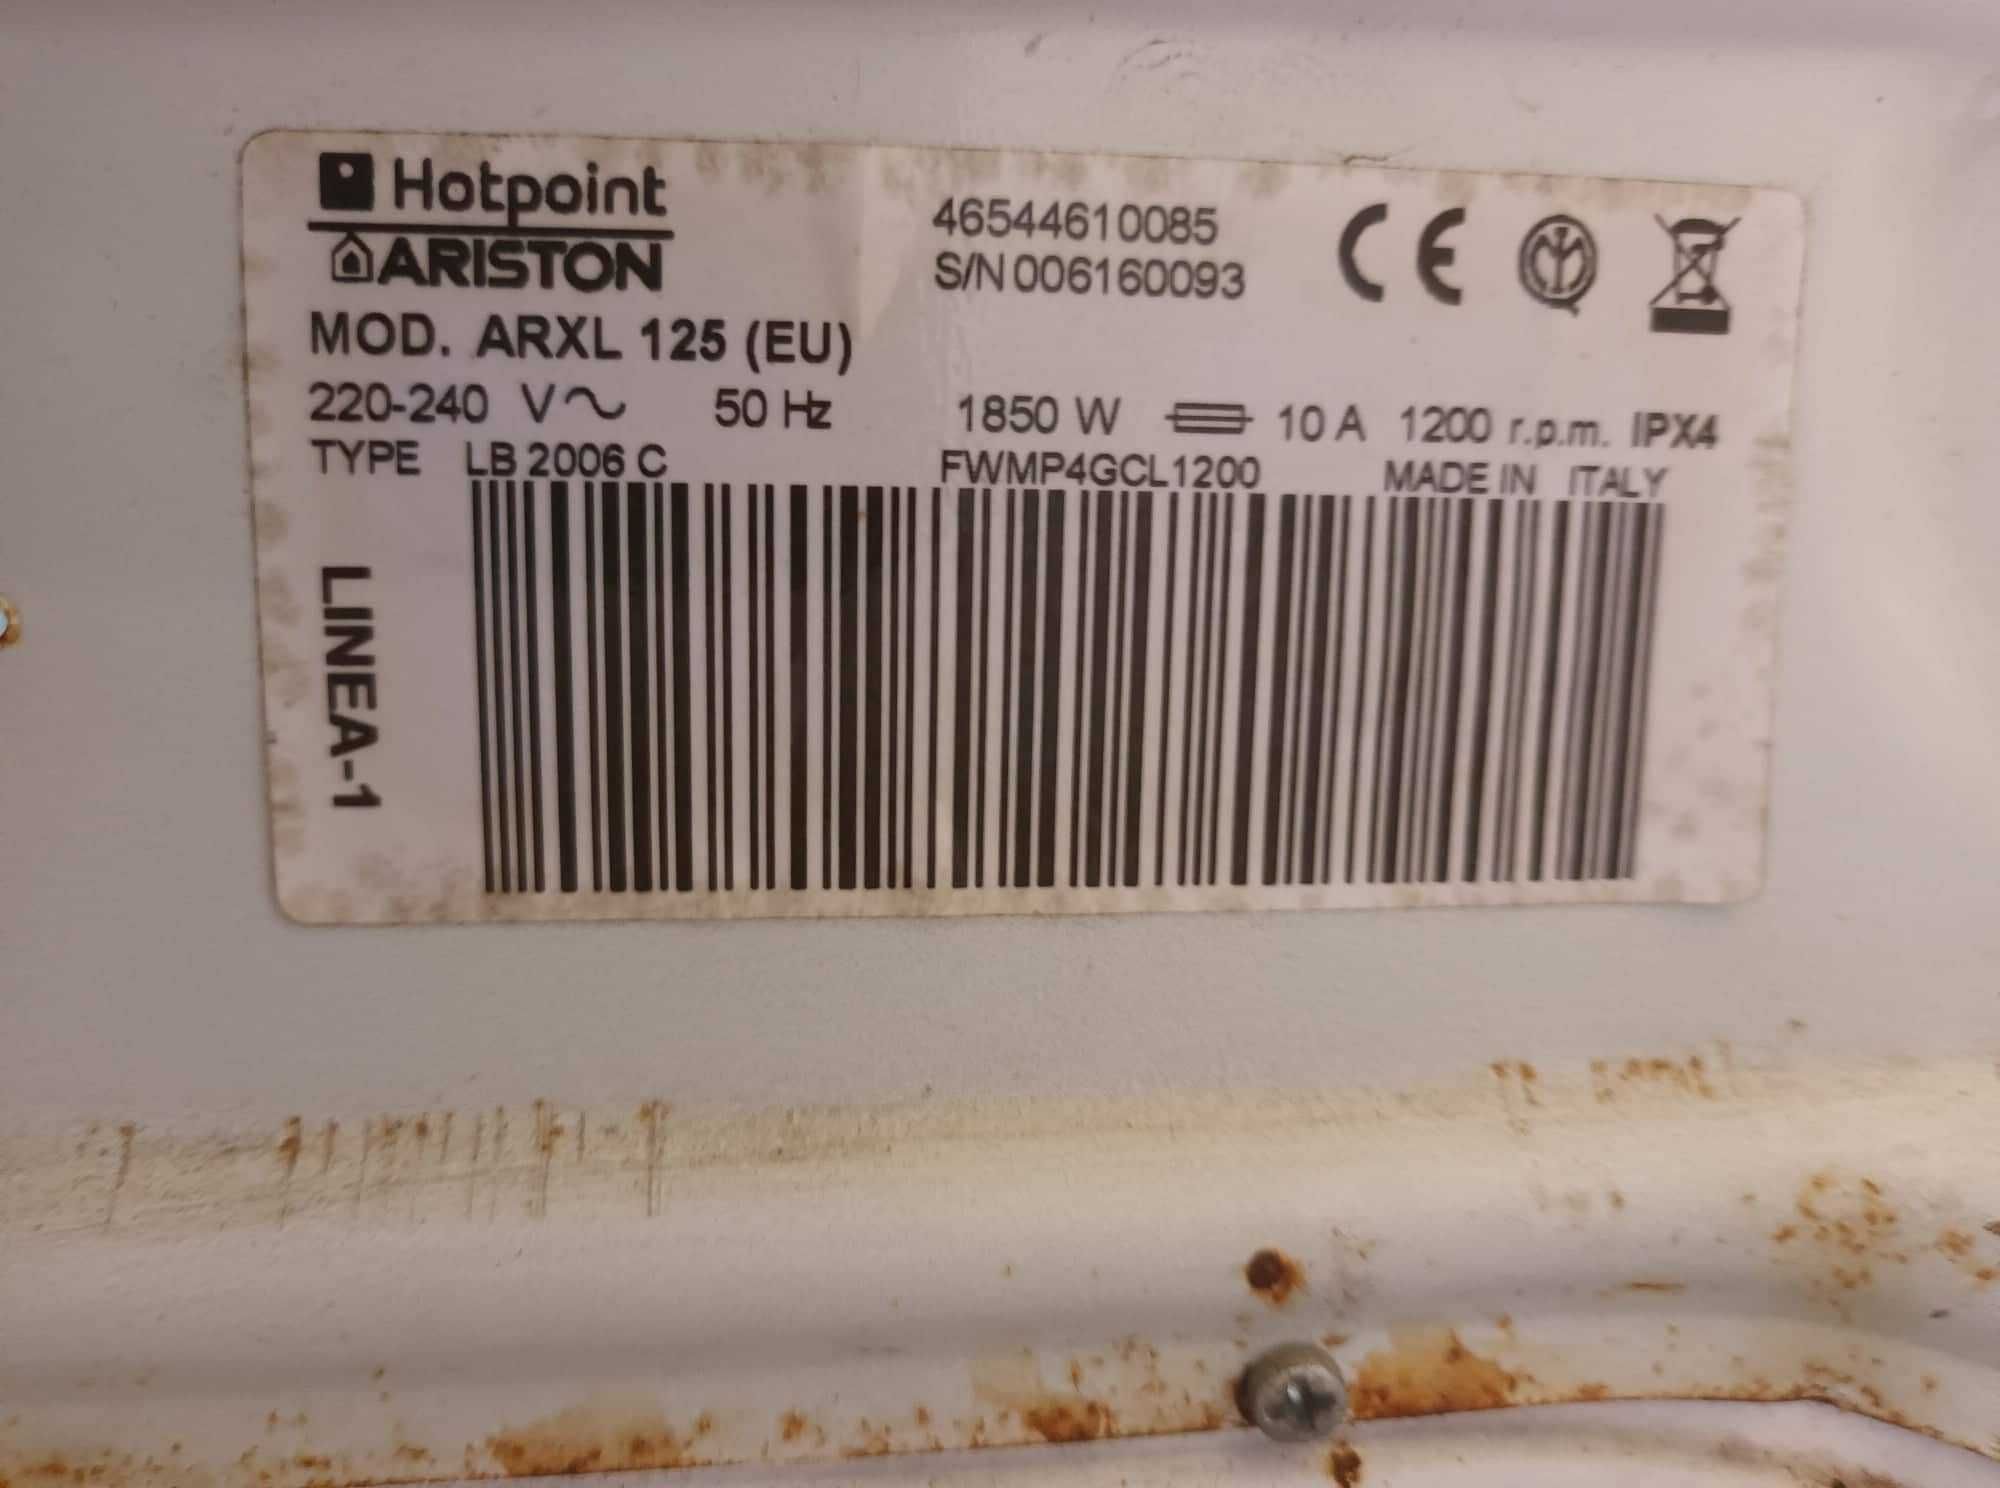 Hotpoint
ARISTON
46544610085
S/N 006160093
MOD. ARXL 125 (EU)
220-240 V~ 50 Hz 1850 W 10 A 1200 r.p.m. IPX4
TYPE LB 2006 C FWMP4GCL1200 MADE IN ITALY
LINEA-1